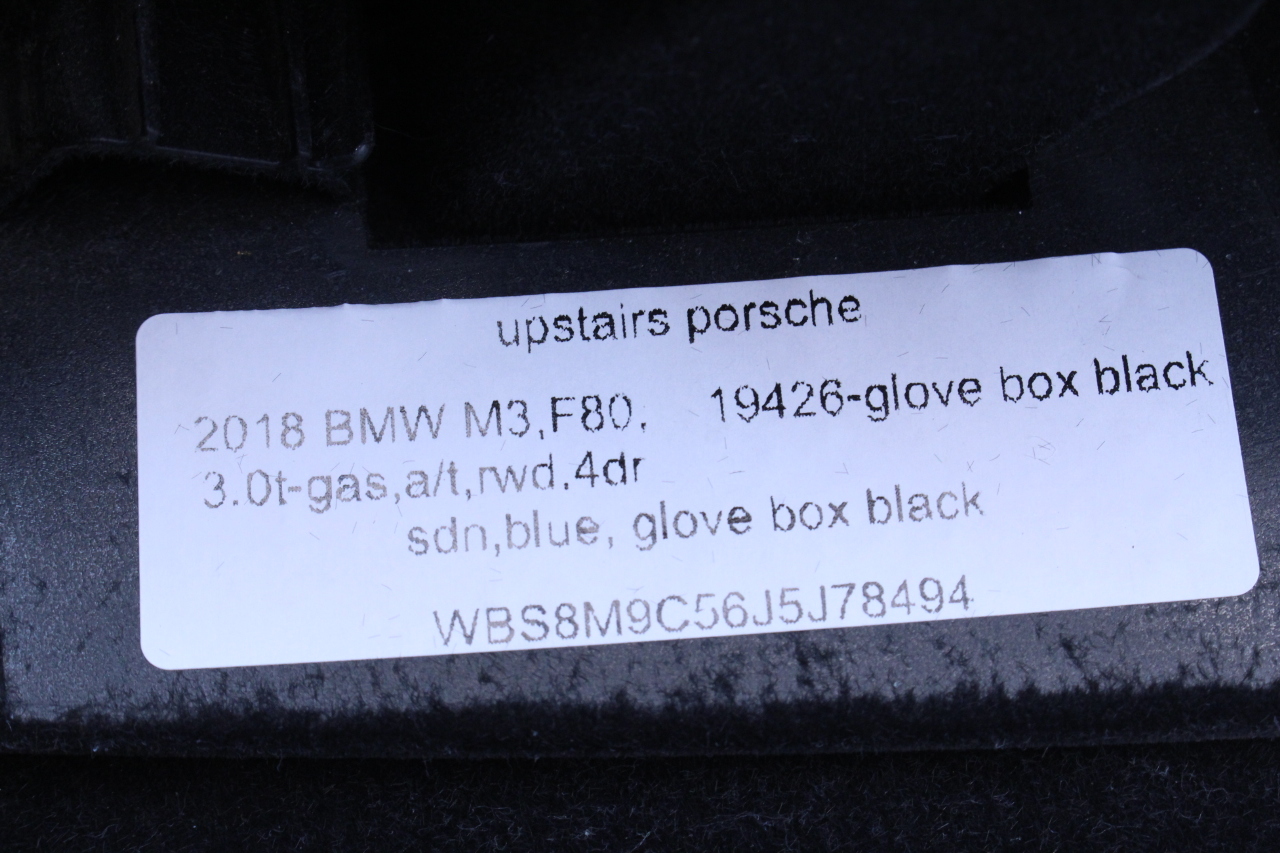 upstairs porsche
2018 BMW M3,F80, 19426-glove box black
3.0t-gas,a/t,rwd,4dr
sdn,blue, glove box black
WBS8M9C56J5J78494